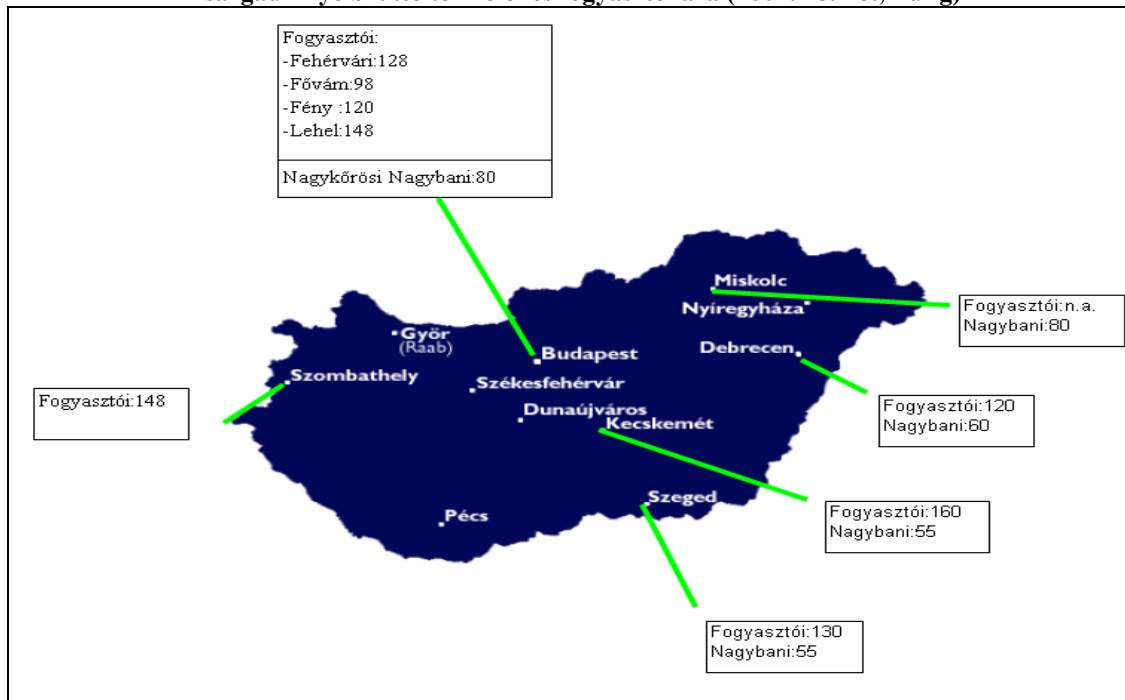 Fogyasztói:
-Fehérvári:128
-Fővám:98
-Fény :120
-Lehel:148
Nagykőrösi Nagybani:80
Miskolc
Nyíregyháza
Fogyasztói:n.a.
Nagybani:80
Györ
(Raab)
Budapest
Debrecen
Szombathely
Székesfehérvár
Fogyasztói:148
Dunaújváros
Kecskemét
Fogyasztói:120
Nagybani:60
Szeged
Pécs
Fogyasztói:160
Nagybani:55
Fogyasztói:130
Nagybani:55